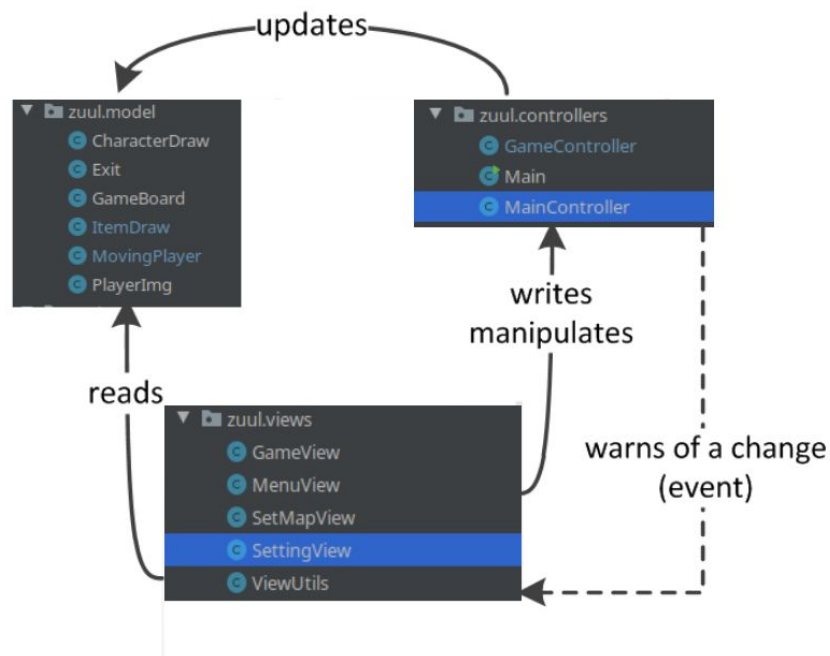 updates
zuul.model
CharacterDraw
Exit
GameBoard
ItemDraw
MovingPlayer
PlayerImg
zuul.controllers
GameController
Main
MainController
writes
manipulates
reads
zuul.views
GameView
MenuView
SetMapView
SettingView
ViewUtils
warns of a change
(event)